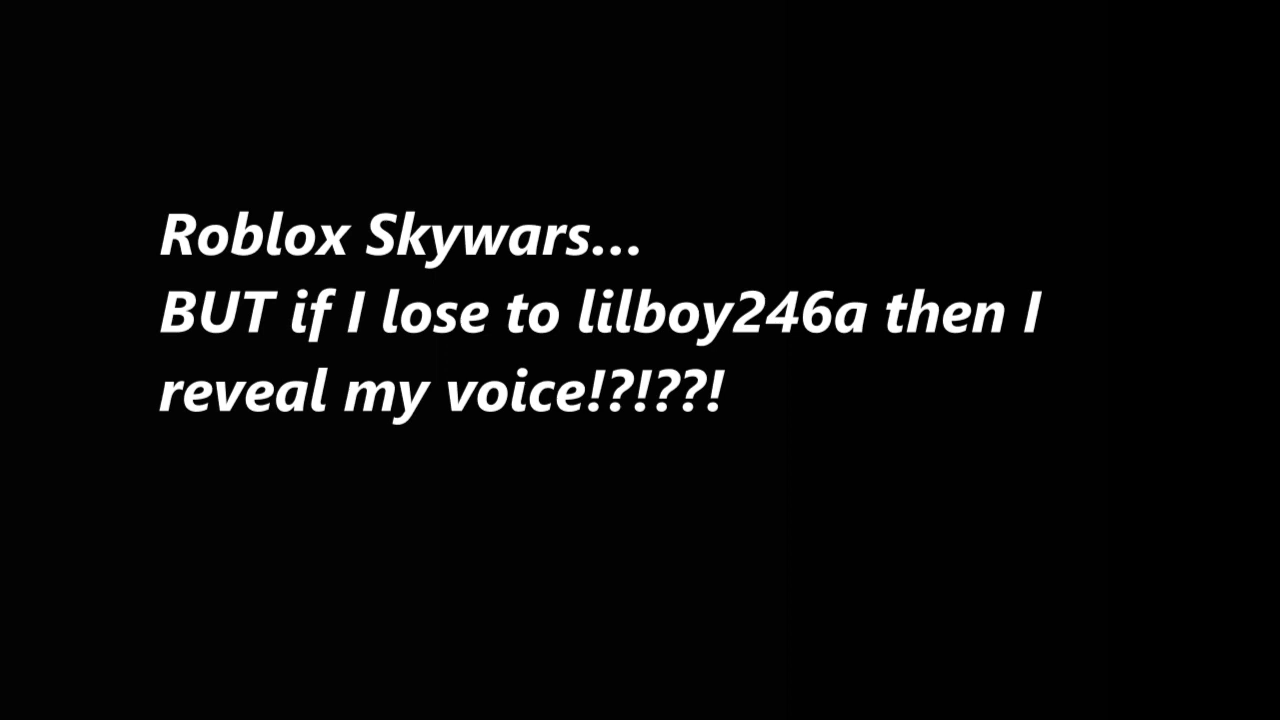 Roblox Skywars...
BUT if I lose to lilboy246a then I
reveal my voice!?!??!